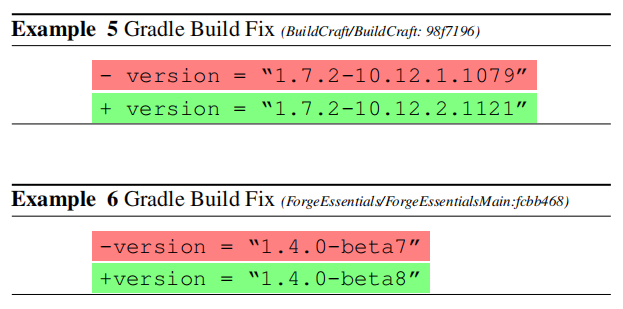 Example 5 Gradle Build Fix (BuildCraft/BuildCraft: 98f7196)
- version = “1.7.2-10.12.1.1079”
+ version = “1.7.2-10.12.2.1121”
Example 6 Gradle Build Fix (ForgeEssentials/ForgeEssentialsMain:fcbb468)
-version = “1.4.0-beta7”
+version = “1.4.0-beta8”